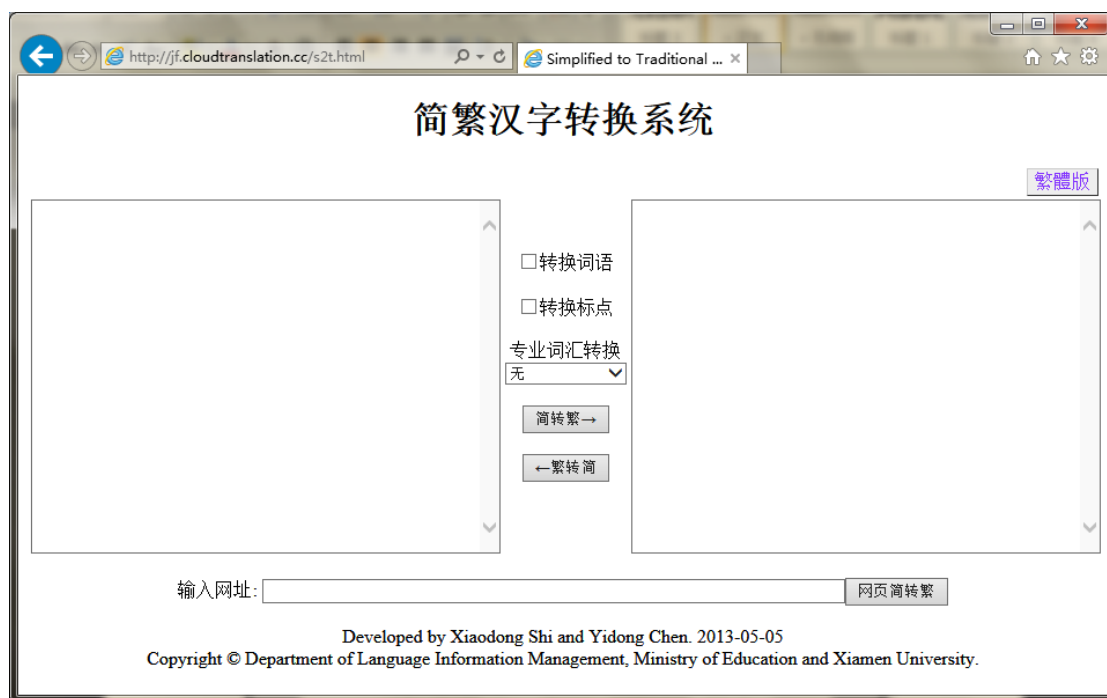 http://jf.cloudtranslation.cc/s2t.html
Simplified to Traditional ...
简繁汉字转换系统
繁體版
转换词语
转换标点
专业词汇转换
无
简转繁→
←繁转简
输入网址:
网页简转繁
Developed by Xiaodong Shi and Yidong Chen. 2013-05-05
Copyright © Department of Language Information Management, Ministry of Education and Xiamen University.